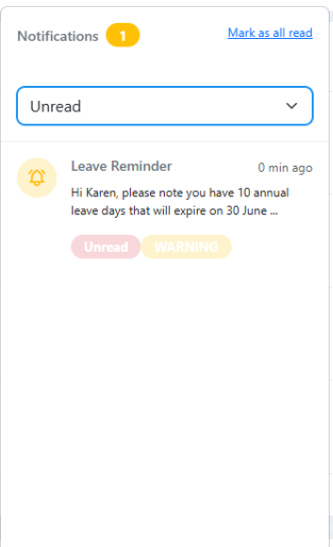 Notifications 1 Mark as all read
Unread
Leave Reminder 0 min ago
Hi Karen, please note you have 10 annual
leave days that will expire on 30 June ...
Unread WARNING